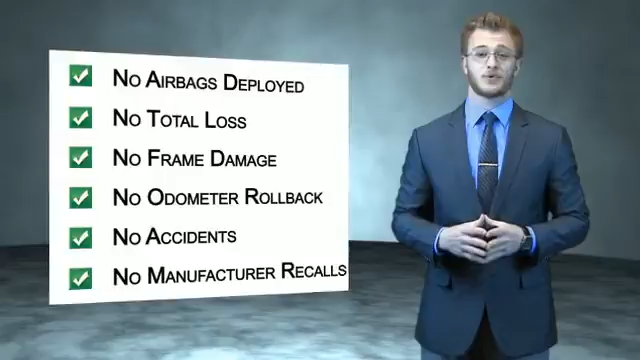 No Airbags Deployed
No Total Loss
No Frame Damage
No Odometer Rollback
No Accidents
No Manufacturer Recalls